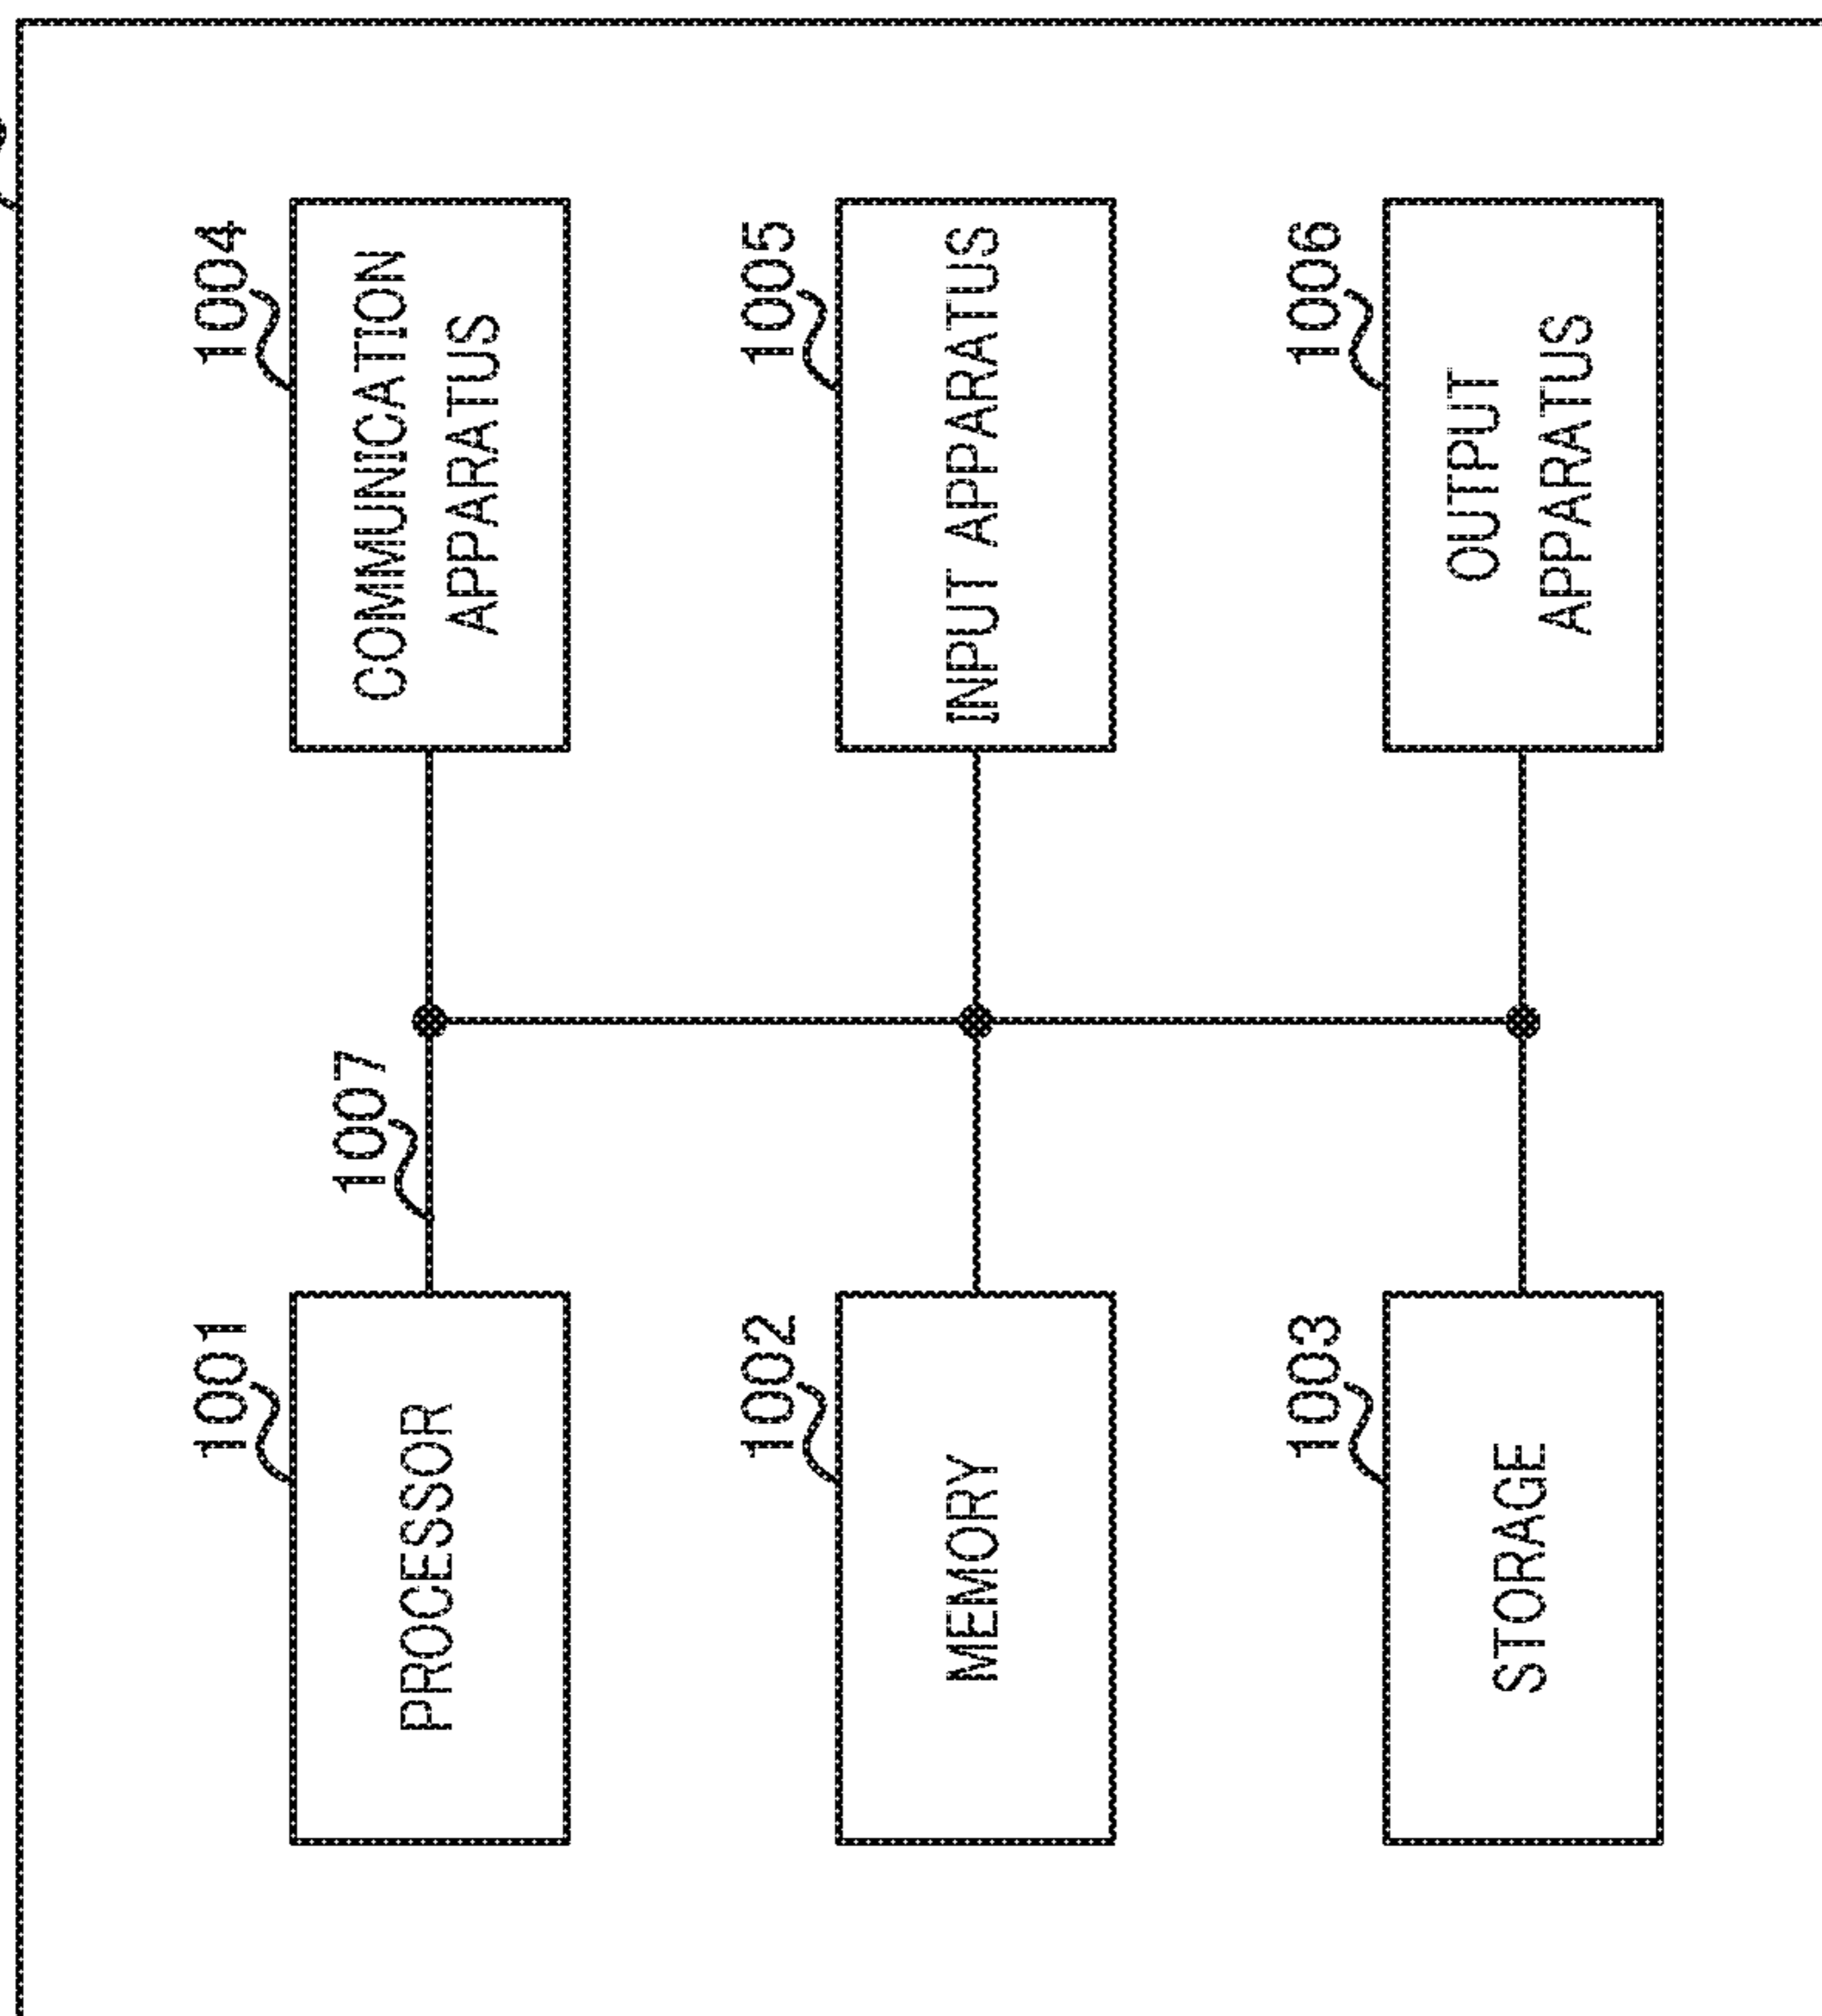 1001
PROCESSOR
1007
1004
COMMUNICATION
APPARATUS
1002
MEMORY
1005
INPUT APPARATUS
1003
STORAGE
1006
OUTPUT
APPARATUS